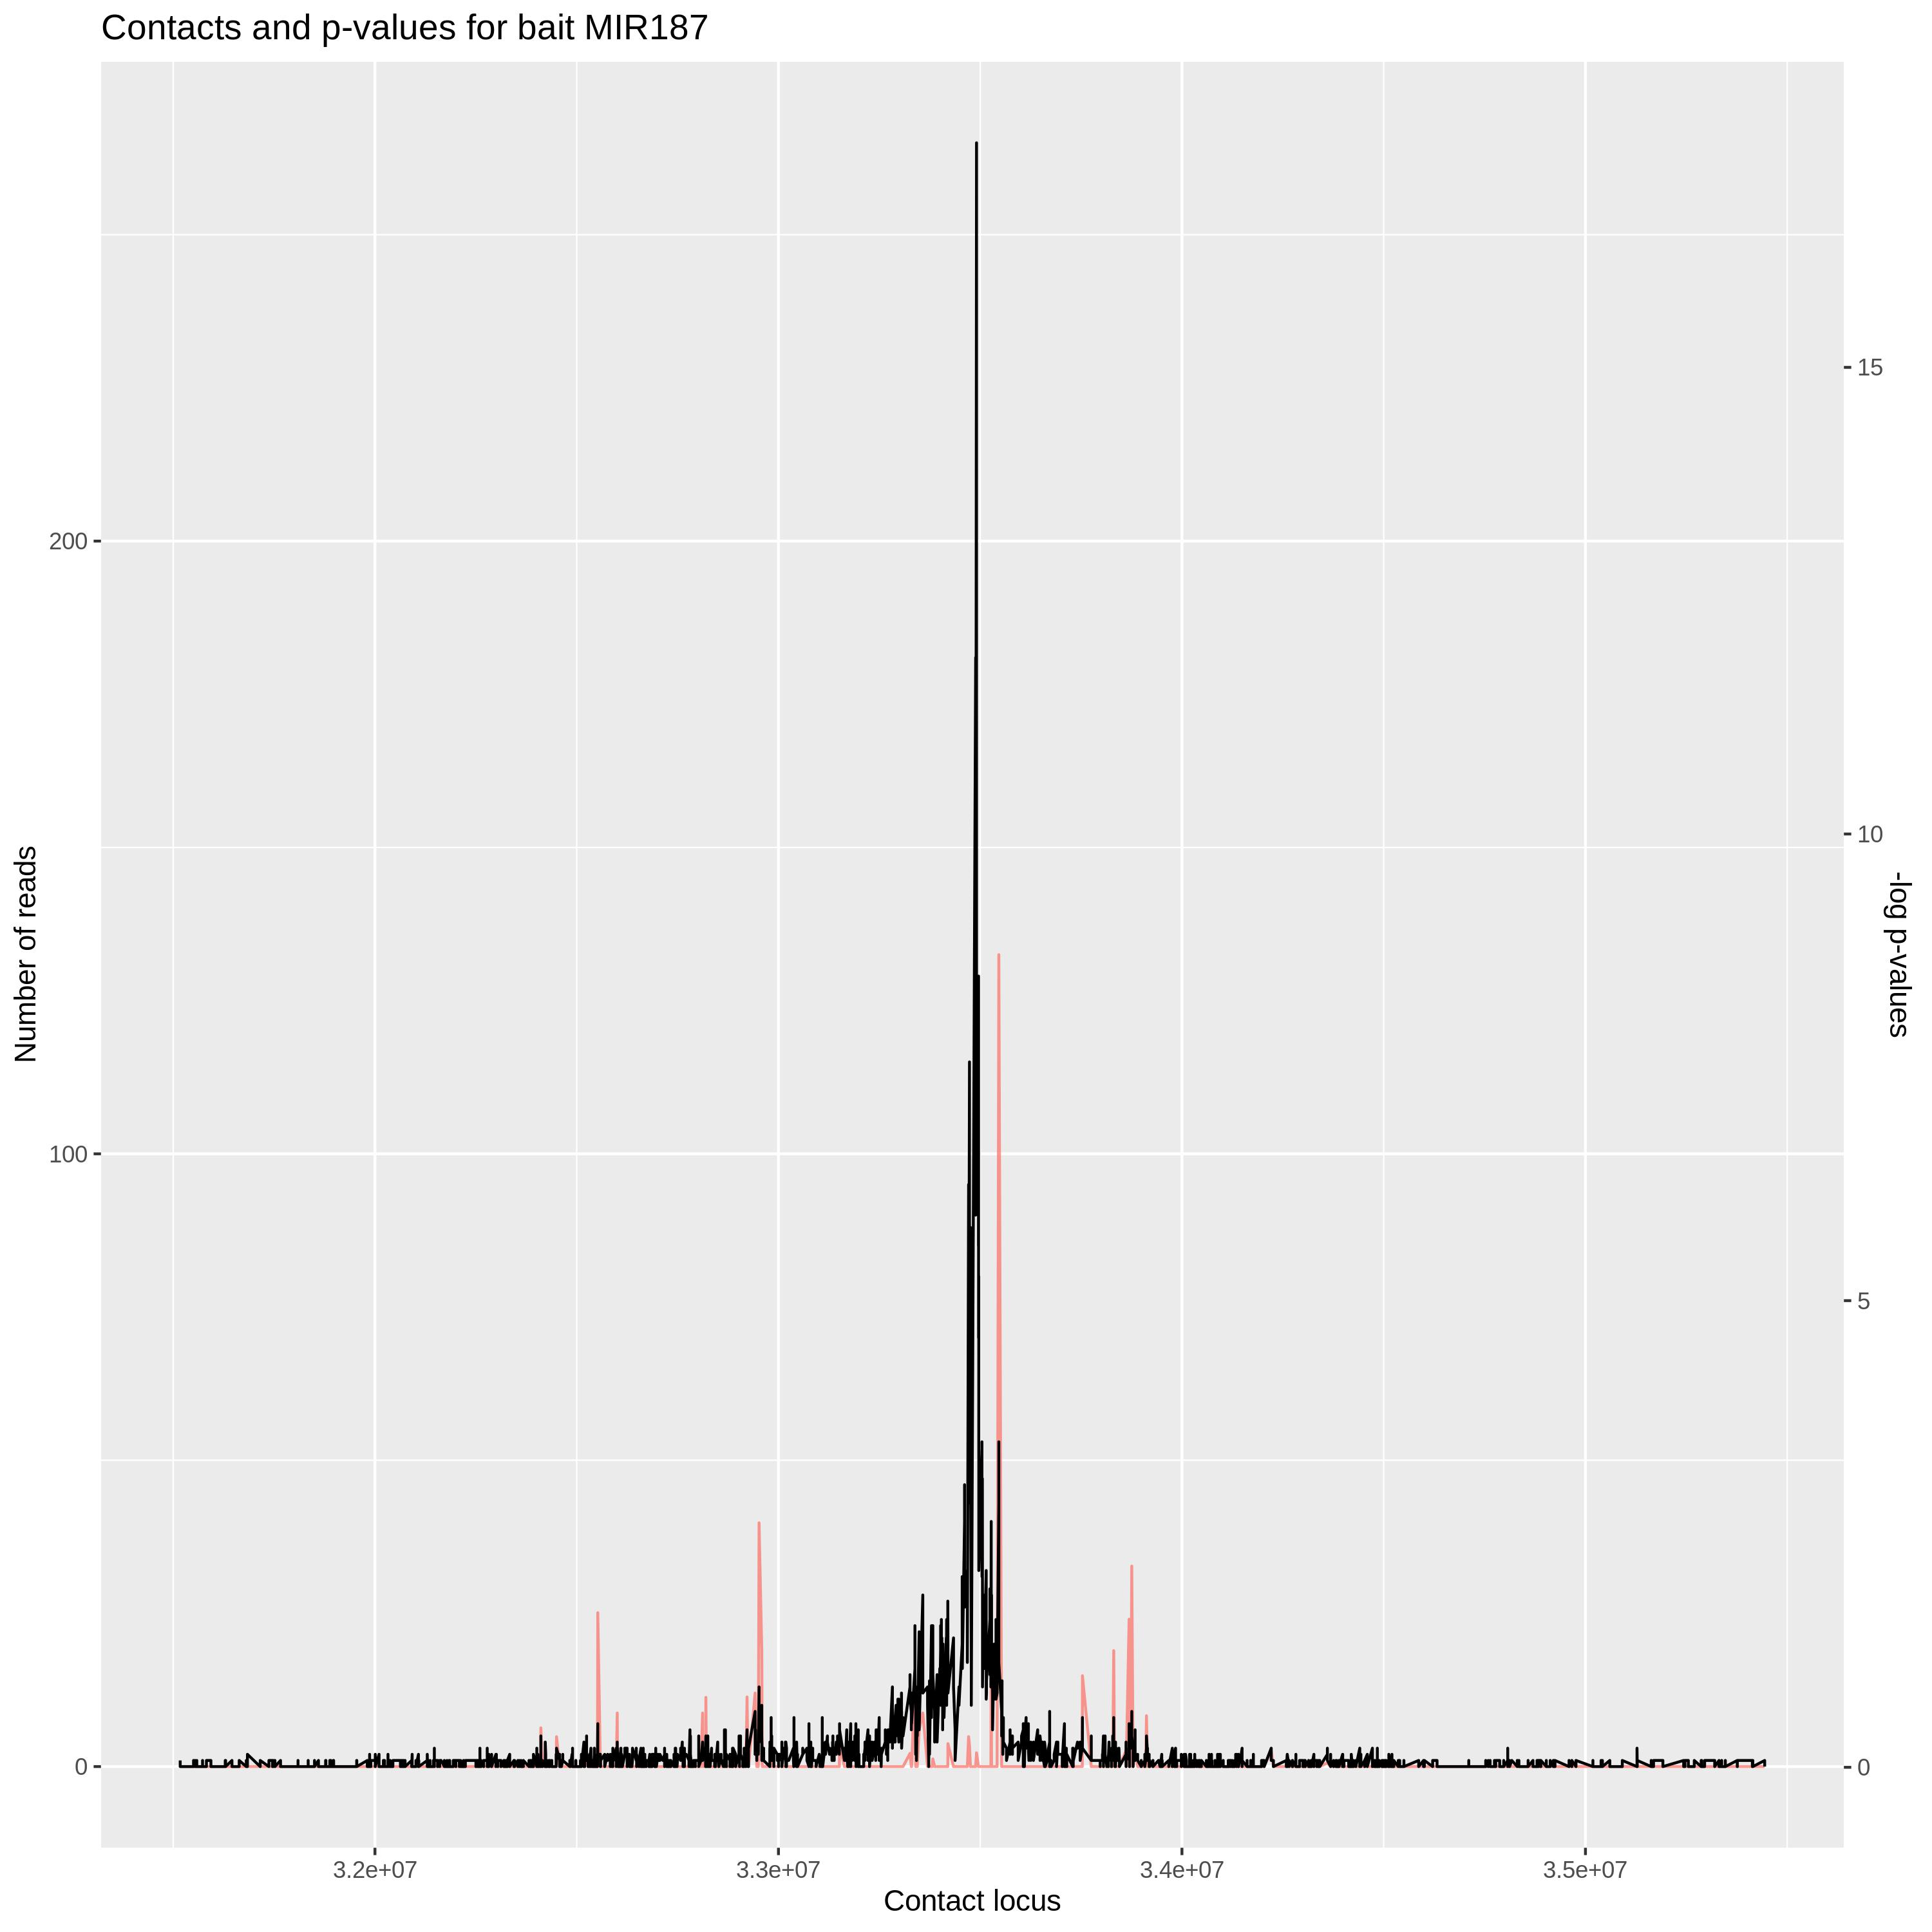 Contacts and p-values for bait MIR187
Number of reads
200
100
0
15
10
5
0
-log p-values
3.2e+07
3.3e+07
3.4e+07
3.5e+07
Contact locus